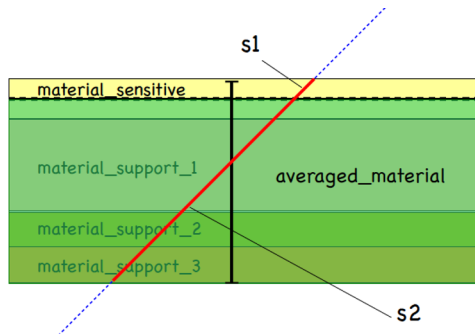 s1
material_sensitive
material_support_1
averaged_material
material_support_2
material_support_3
s2